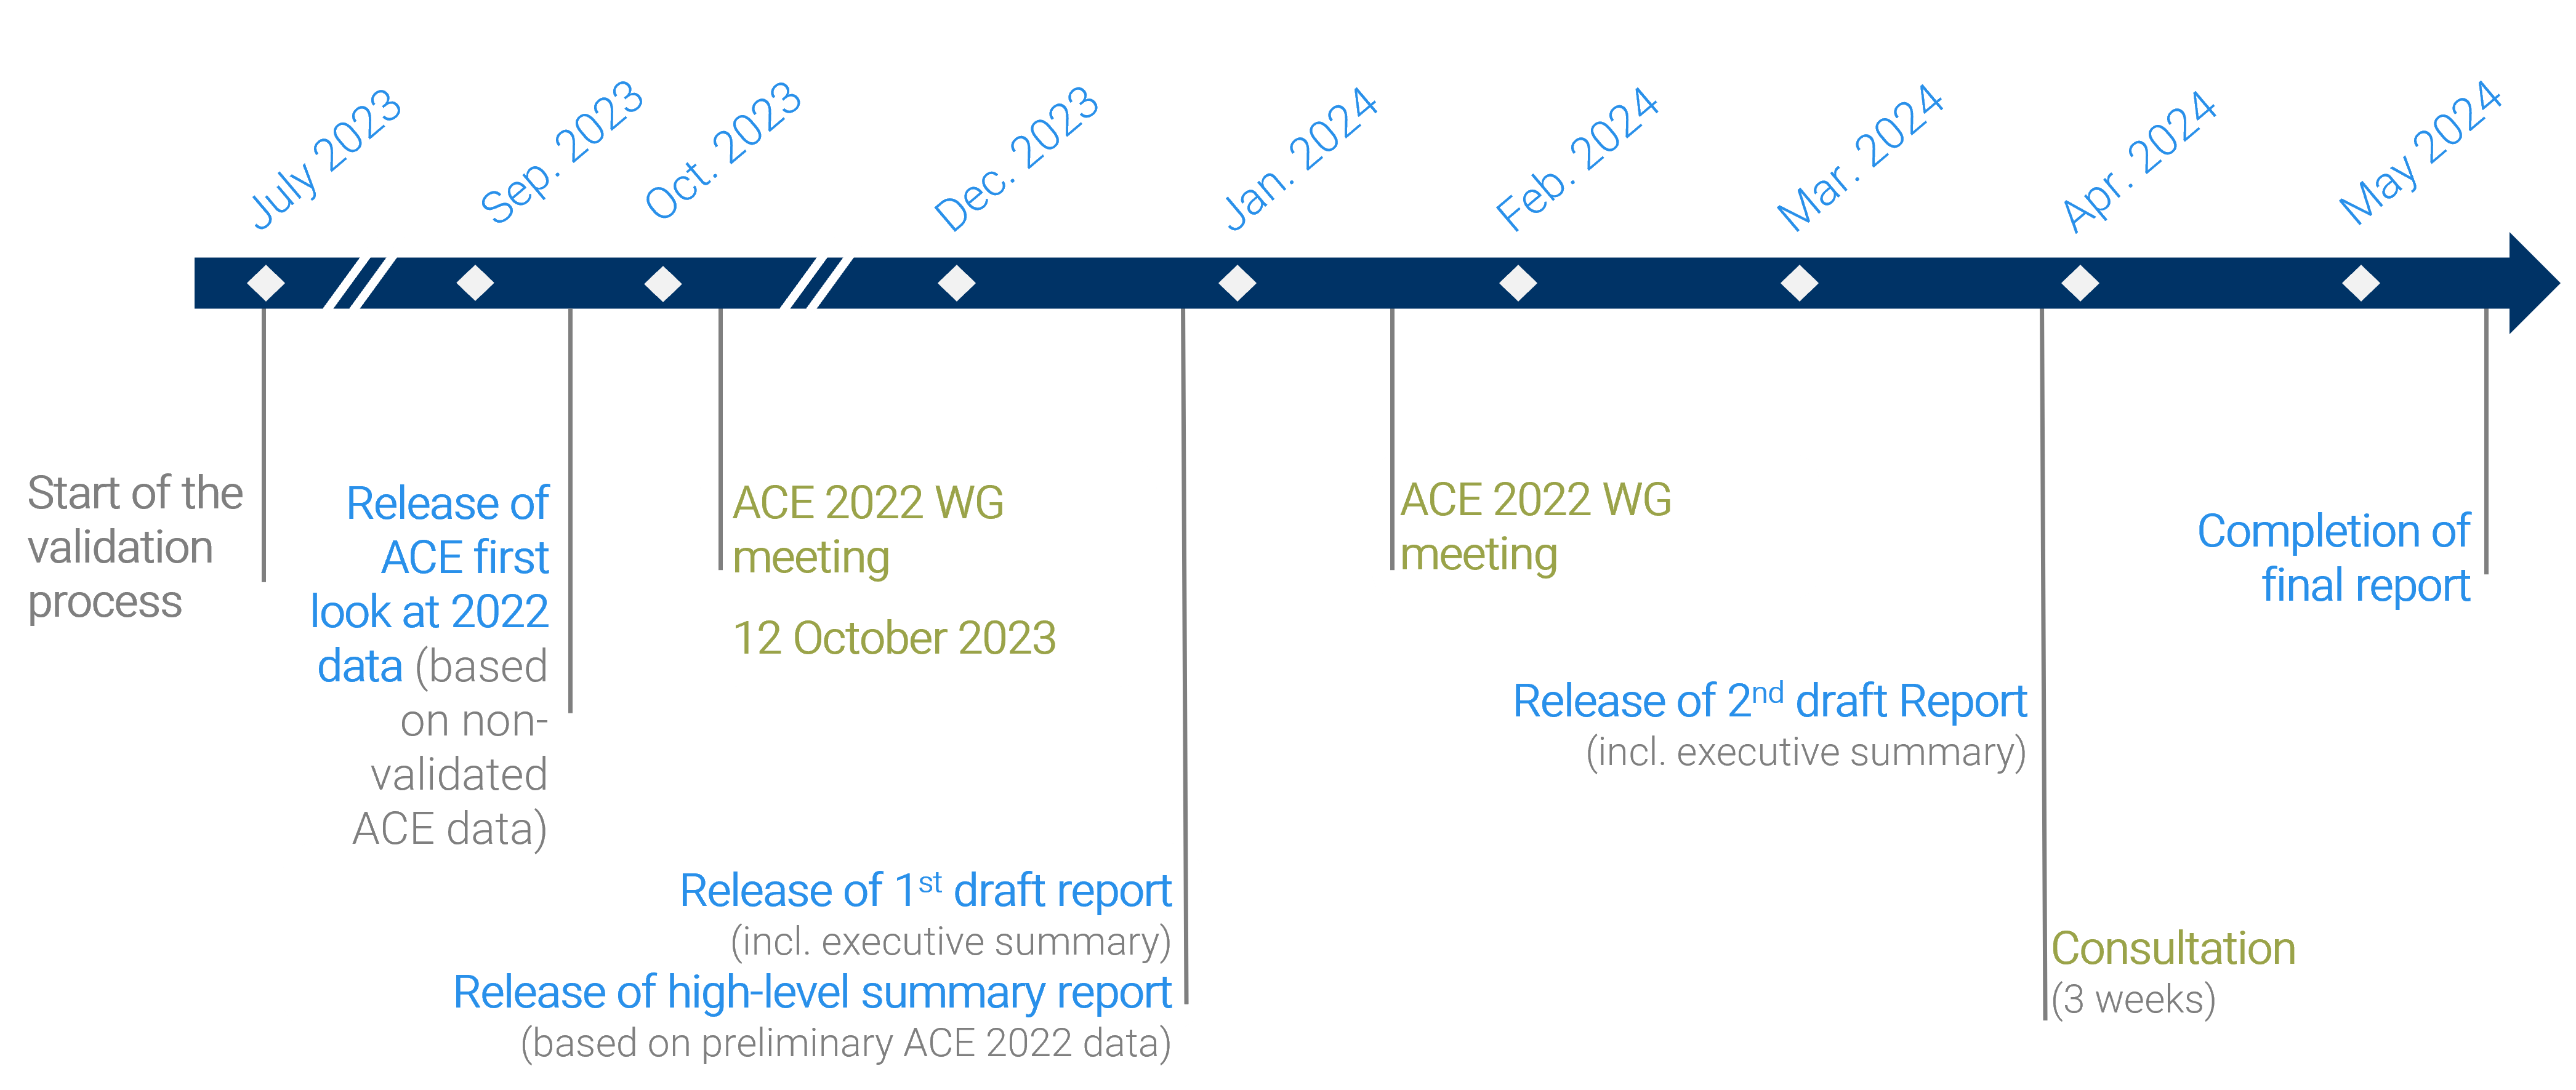 July 2023
Sep. 2023
Oct. 2023
Dec. 2023
Jan. 2024
Feb. 2024
Mar. 2024
Apr. 2024
May 2024
Start of the
validation
process
Release of
ACE first
look at 2022
data (based
on non-
validated
ACE data)
ACE 2022 WG
meeting
12 October 2023
Release of 1st draft report
(incl. executive summary)
Release of high-level summary report
(based on preliminary ACE 2022 data)
ACE 2022 WG
meeting
Release of 2nd draft Report
(incl. executive summary)
Consultation
(3 weeks)
Completion of
final report